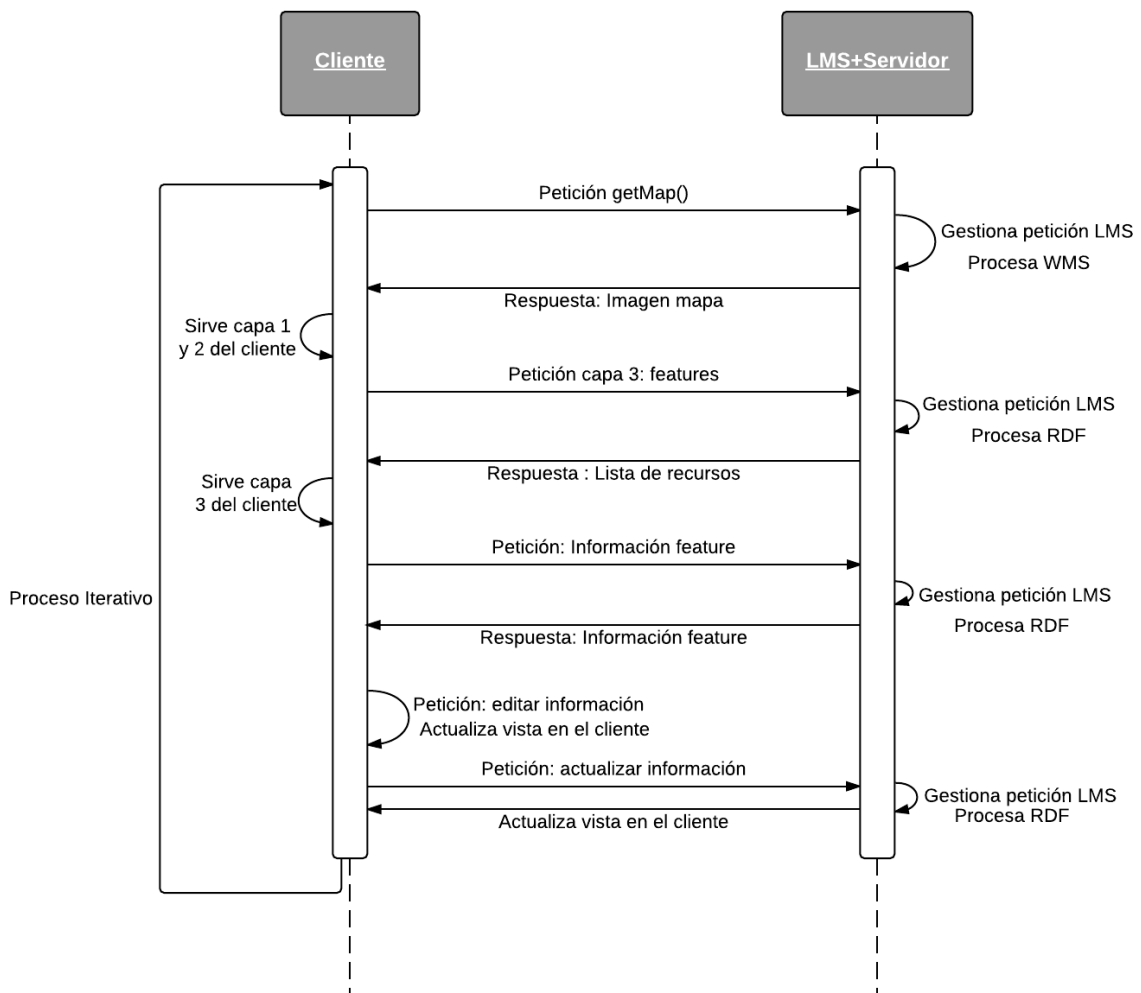 Cliente
LMS+Servidor
Petición getMap()
Gestiona petición LMS
Procesa WMS
Respuesta: Imagen mapa
Sirve capa 1
y 2 del cliente
Petición capa 3: features
Gestiona petición LMS
Procesa RDF
Respuesta : Lista de recursos
Sirve capa
3 del cliente
Petición: Información feature
Proceso Iterativo
Gestiona petición LMS
Procesa RDF
Respuesta: Información feature
Petición: editar información
Actualiza vista en el cliente
Petición: actualizar información
Gestiona petición LMS
Procesa RDF
Actualiza vista en el cliente